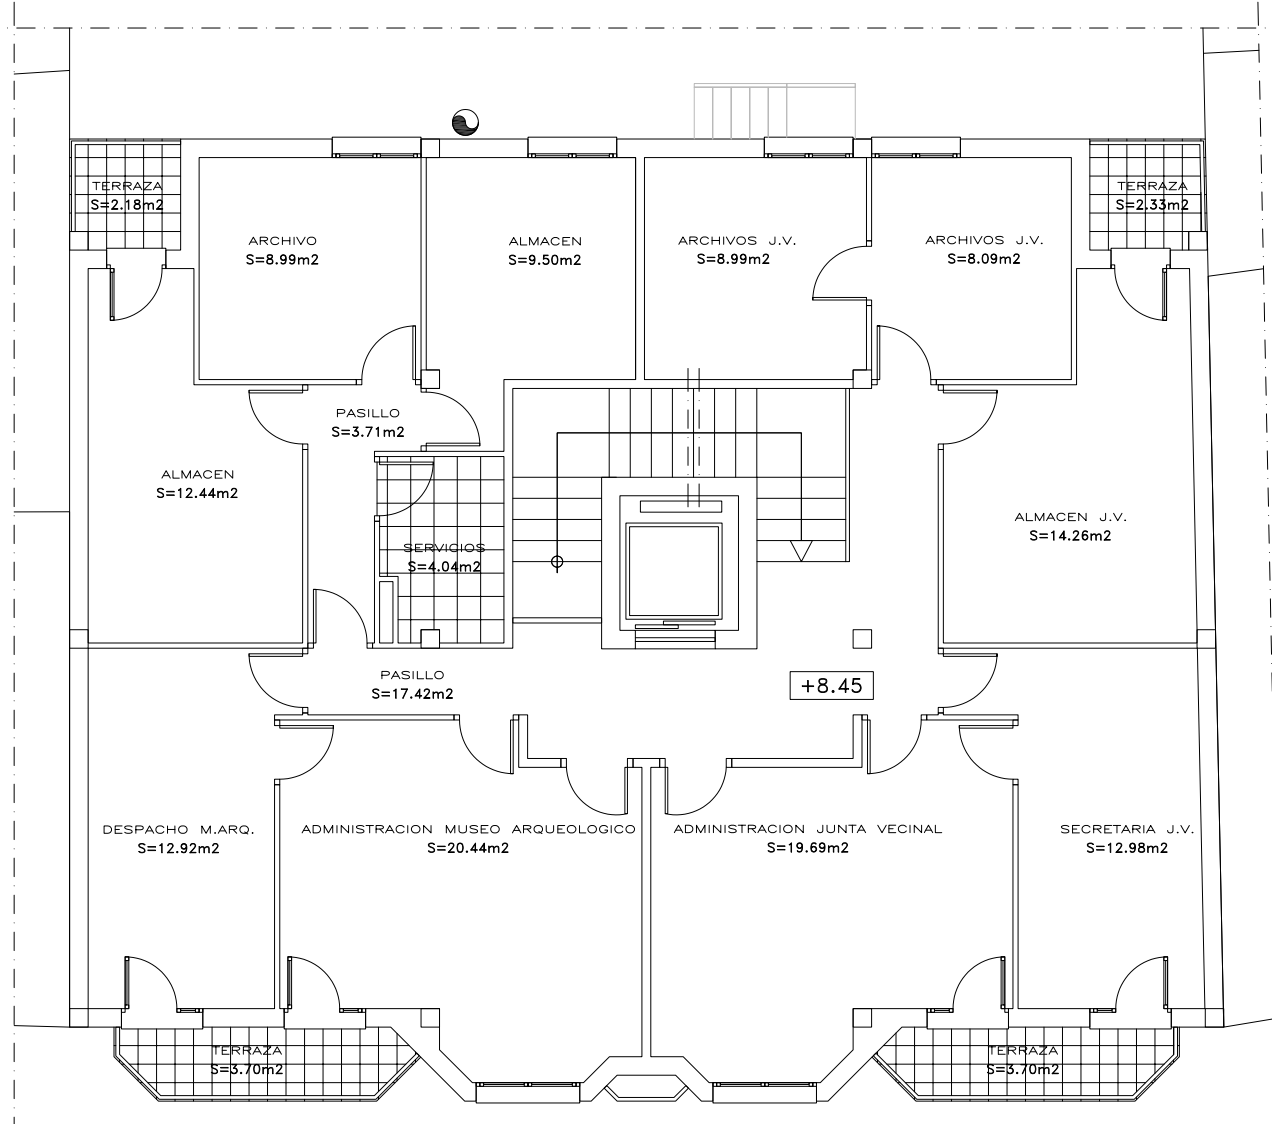 TERRAZA
S=2.18m2
TERRAZA
S=2.33m2
ARCHIVO
S=8.99m2
ALMACEN
S=9.50m2
ARCHIVOS J.V.
S=8.99m2
ARCHIVOS J.V.
S=8.09m2
PASILLO
S=3.71m2
ALMACEN
S=12.44m2
SERVICIOS
S=4.04m2
ALMACEN J.V.
S=14.26m2
PASILLO
S=17.42m2
+8.45
DESPACHO M.ARQ.
S=12.92m2
ADMINISTRACION MUSEO ARQUEOLOGICO
S=20.44m2
ADMINISTRACION JUNTA VECINAL
S=19.69m2
SECRETARIA J.V.
S=12.98m2
TERRAZA
S=3.70m2
TERRAZA
S=3.70m2